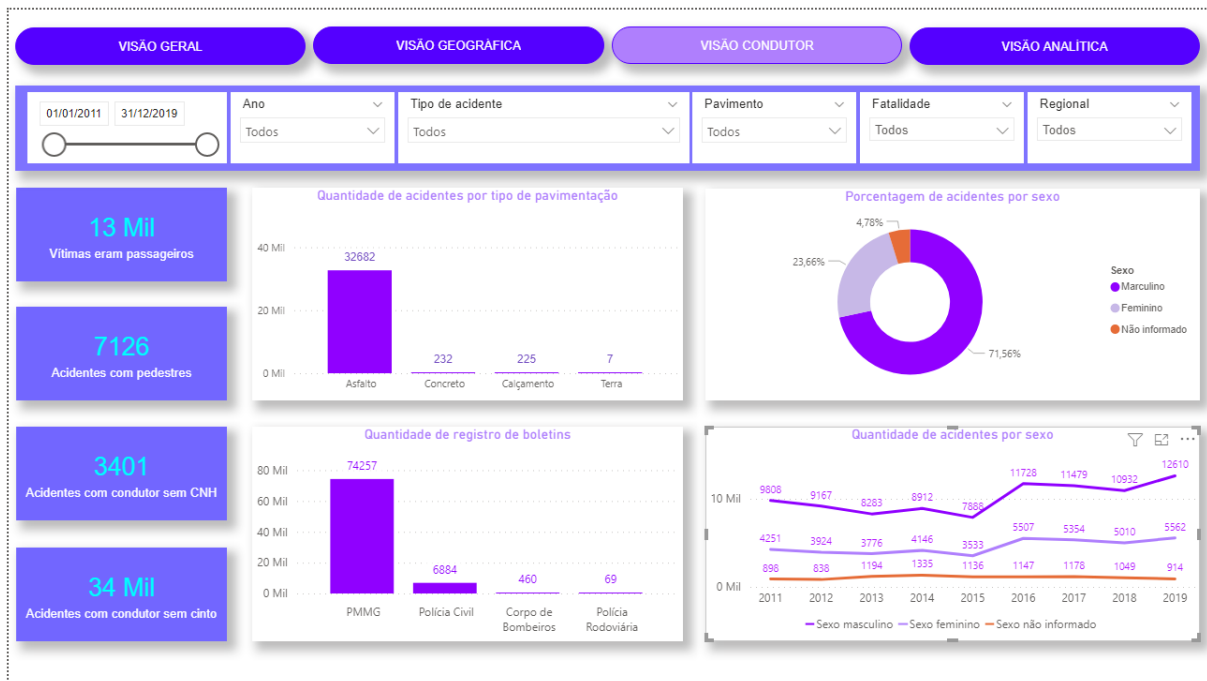 VISÃO GERAL
VISÃO GEOGRÀFICA
VISÃO CONDUTOR
VISÃO ANALÍTICA
01/01/2011
31/12/2019
Ano
Todos
Tipo de acidente
Todos
Pavimento
Todos
Fatalidade
Todos
Regional
Todos
13 Mil
Vítimas eram passageiros
7126
Acidentes com pedestres
3401
Acidentes com condutor sem CNH
34 Mil
Acidentes com condutor sem cinto
Quantidade de acidentes por tipo de pavimentação
40 Mil
20 Mil
0 Mil
32682
232
225
7
Asfalto
Concreto
Calçamento
Terra
Porcentagem de acidentes por sexo
4,78%
23,66%
71,56%
Sexo
Marculino
Feminino
Não informado
Quantidade de registro de boletins
80 Mil
60 Mil
40 Mil
20 Mil
0 Mil
74257
6884
460
69
PMMG
Polícia Civil
Corpo de
Bombeiros
Polícia
Rodoviária
Quantidade de acidentes por sexo
10 Mil
0 Mil
9808
9167
8283
8912
7888
11728
11479
10932
12610
4251
3924
3776
4146
3533
5507
5354
5010
5562
898
838
1194
1335
1136
1147
1178
1049
914
2011
2012
2013
2014
2015
2016
2017
2018
2019
Sexo masculino
Sexo feminino
Sexo não informado